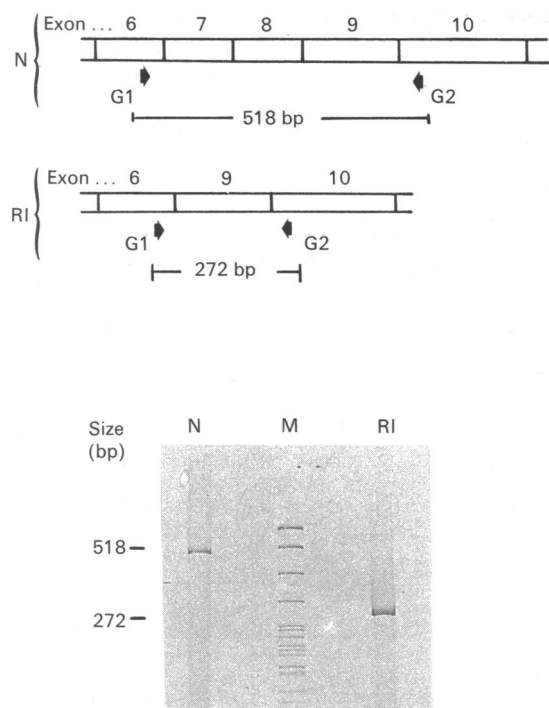 Exon ... 6 7 8 9 10
N
G1 G2
518 bp
Exon ... 6 9 10
RI
G1 G2
272 bp
Size N M RI
(bp)
518
272